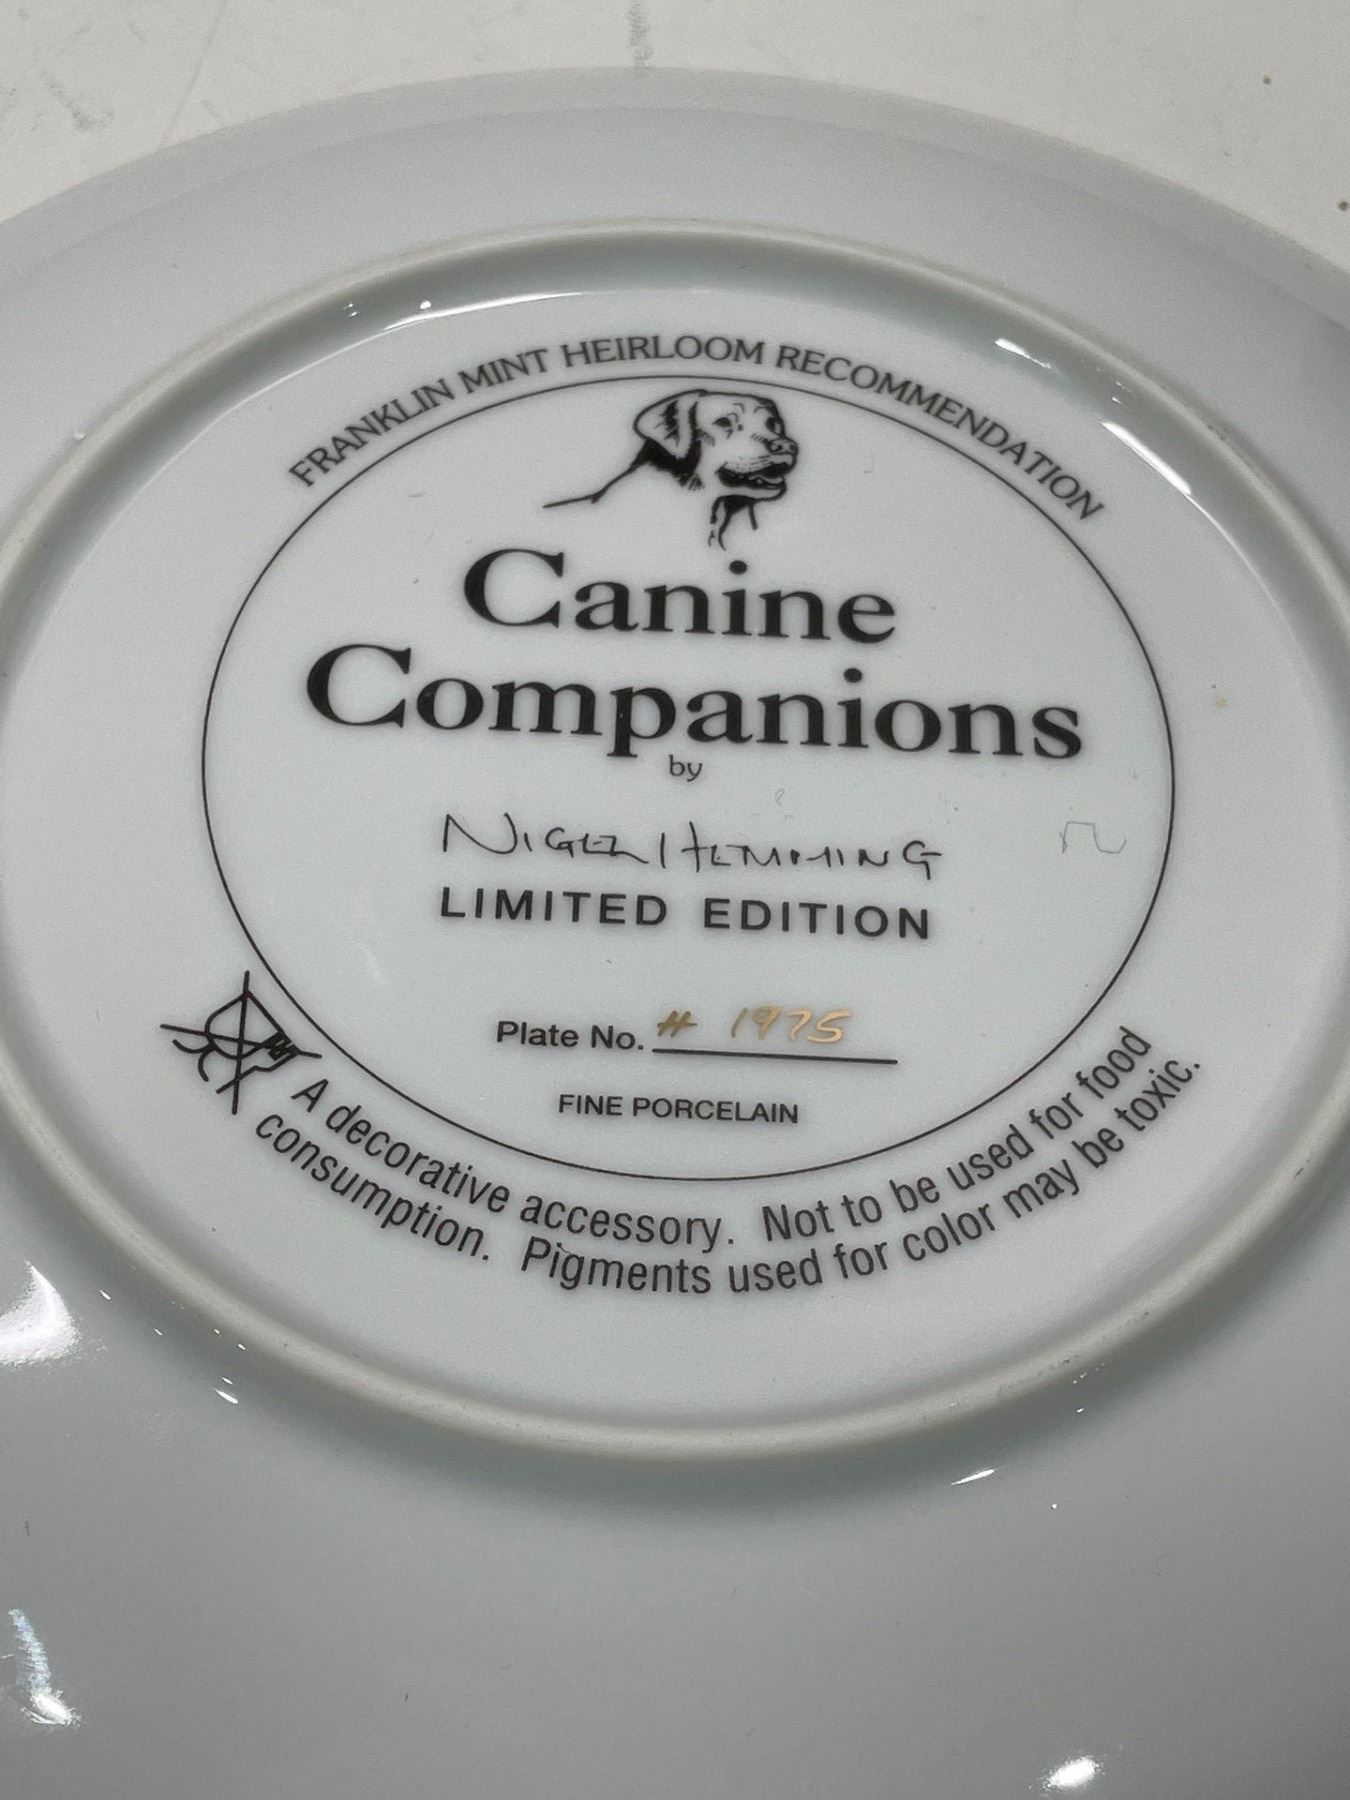 FRANKLIN MINT HEIRLOOM RECOMMENDATION
Canine
Companions
by
NIGEL HEMMING
LIMITED EDITION
Plate No. # 1975
FINE PORCELAIN
A decorative accessory. Not to be used for food
consumption. Pigments used for color may be toxic.